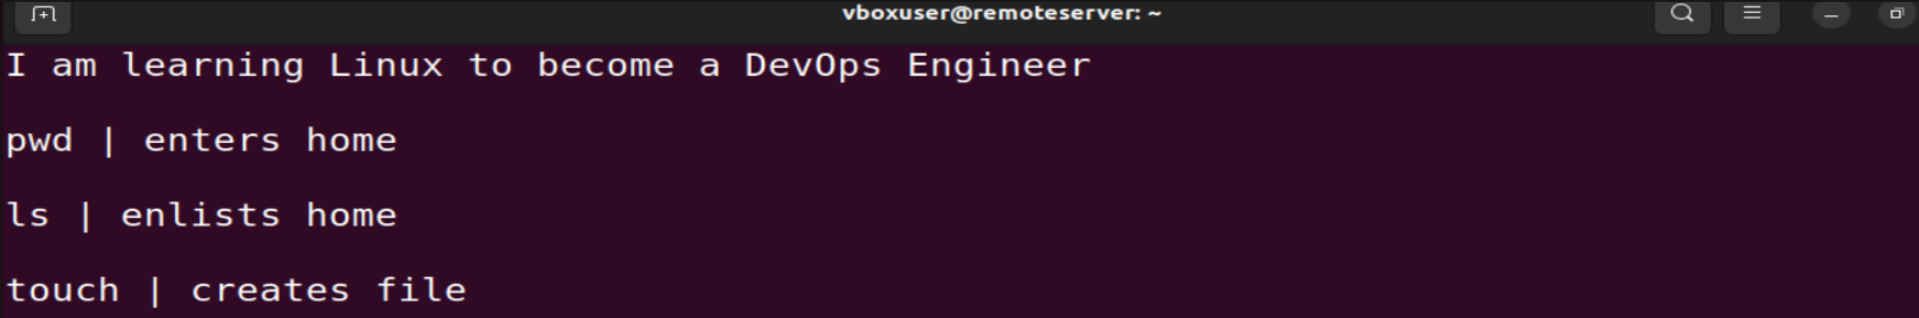 vboxuser@remoteserver: ~
I am learning Linux to become a DevOps Engineer
pwd | enters home
ls | enlists home
touch | creates file